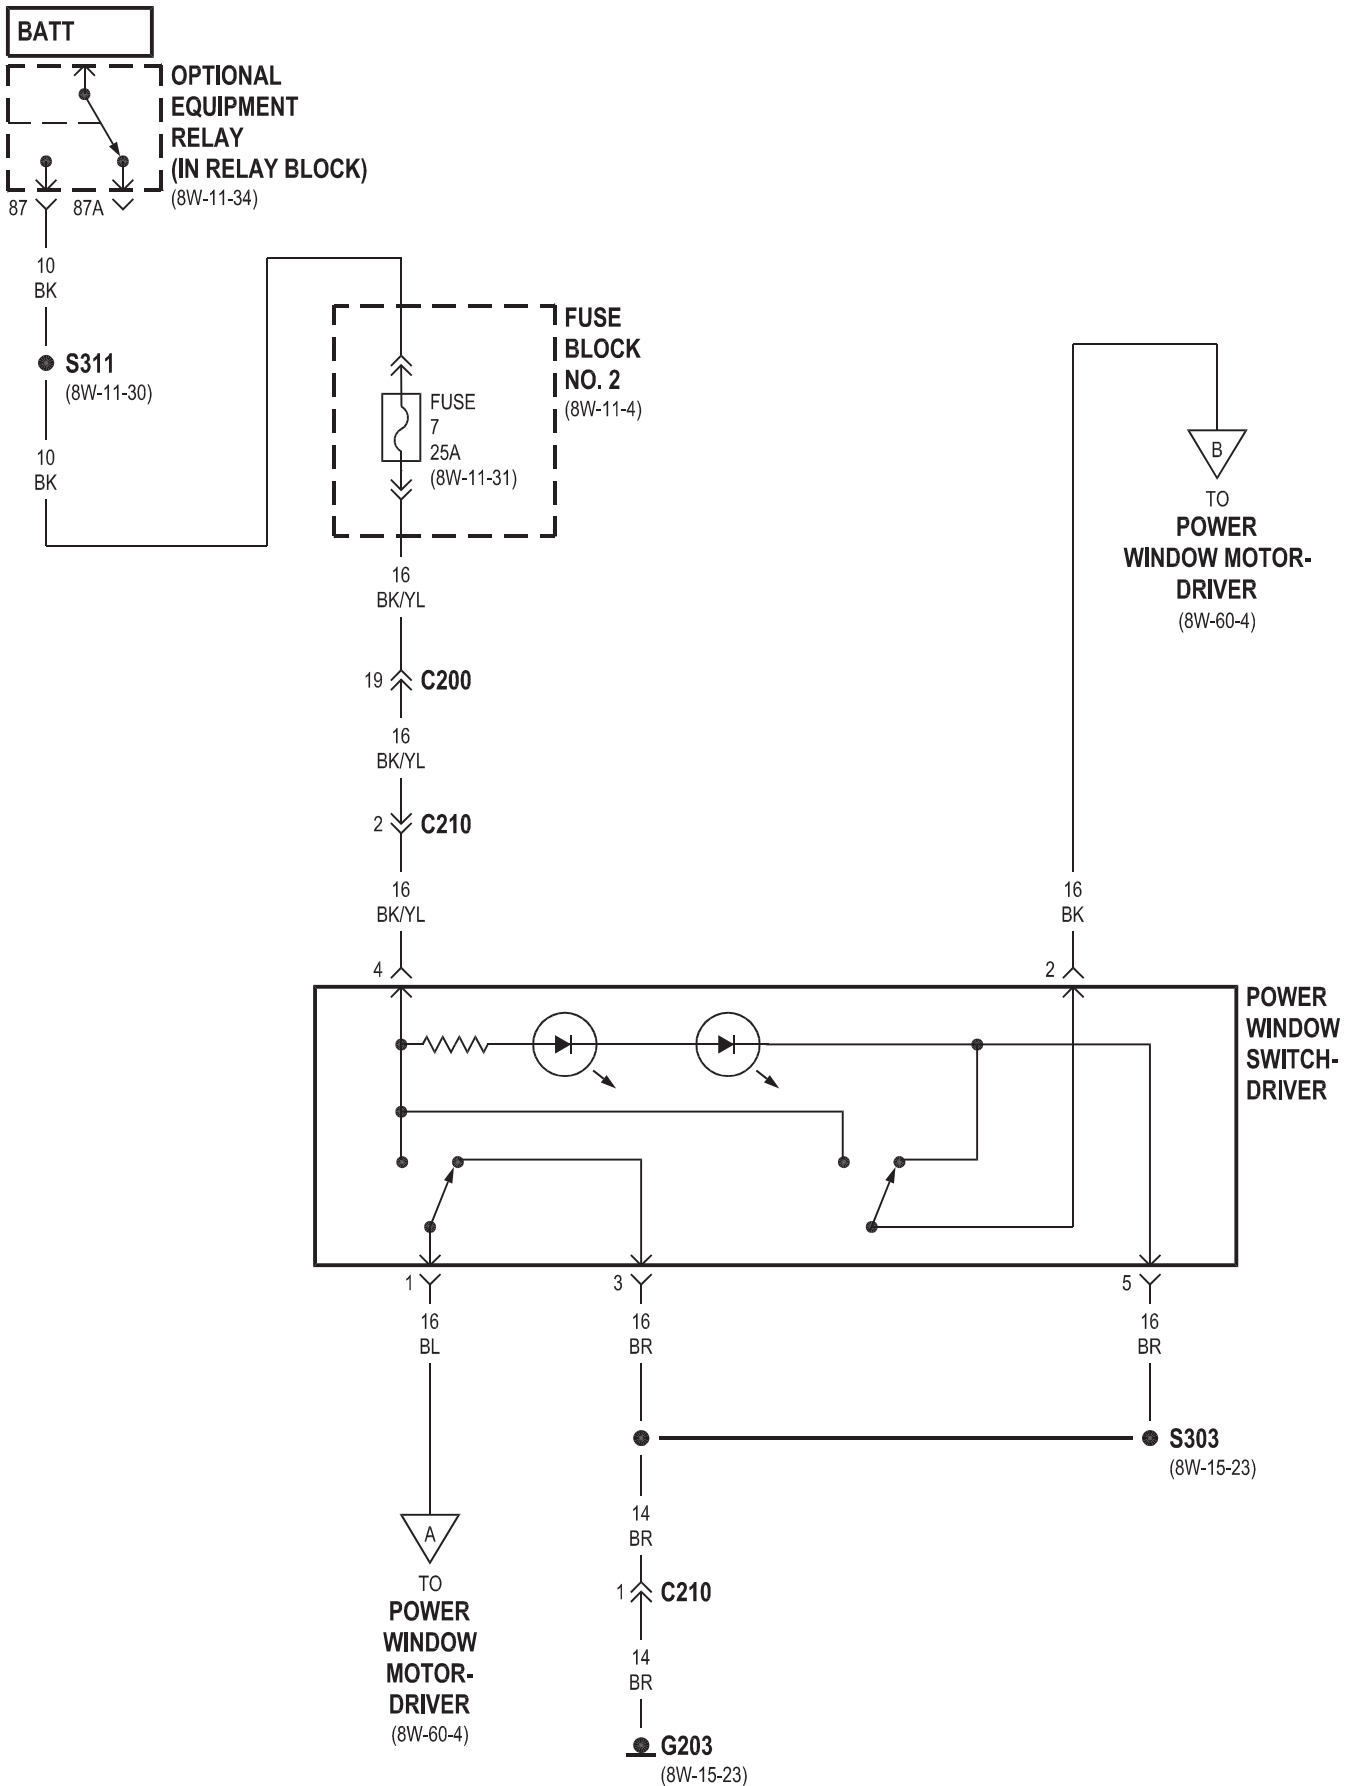 BATT
OPTIONAL
EQUIPMENT
RELAY
(IN RELAY BLOCK)
(8W-11-34)
87
87A
10
BK
S311
(8W-11-30)
10
BK
FUSE
BLOCK
NO. 2
(8W-11-4)
FUSE
7
25A
(8W-11-31)
16
BK/YL
19
C200
16
BK/YL
2
C210
16
BK/YL
4
B
TO
POWER
WINDOW MOTOR-
DRIVER
(8W-60-4)
16
BK
2
POWER
WINDOW
SWITCH-
DRIVER
1
3
5
16
BL
16
BR
16
BR
S303
(8W-15-23)
A
TO
POWER
WINDOW
MOTOR-
DRIVER
(8W-60-4)
14
BR
1
C210
14
BR
G203
(8W-15-23)